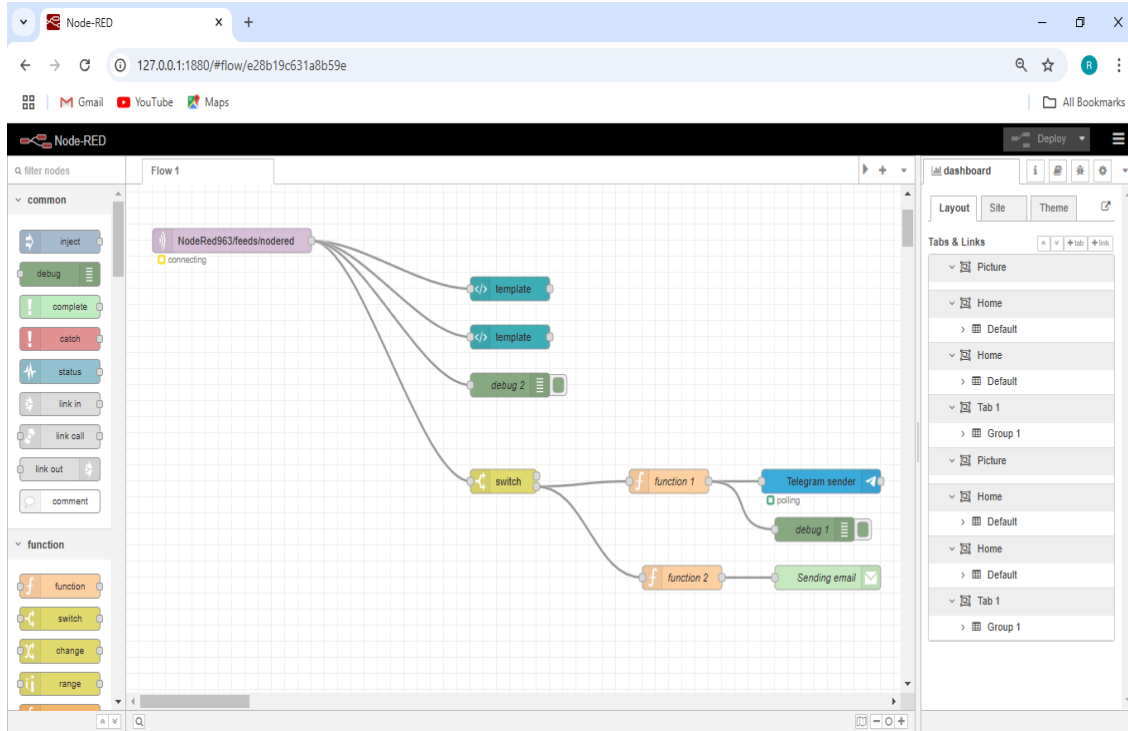 Node-RED
127.0.0.1:1880/#flow/e28b19c631a8b59e
R
Gmail YouTube Maps All Bookmarks
Node-RED Deploy
filter nodes
common
inject
debug
complete
catch
status
link in
link call
link out
comment
function
function
switch
change
range
Flow 1
NodeRed963/feeds/nodered
connecting
template
template
debug 2
switch
function 1
Telegram sender
polling
debug 1
function 2
Sending email
dashboard
Layout Site Theme
Tabs & Links
+tab +link
Picture
Home
Default
Home
Default
Tab 1
Group 1
Picture
Home
Default
Home
Default
Tab 1
Group 1